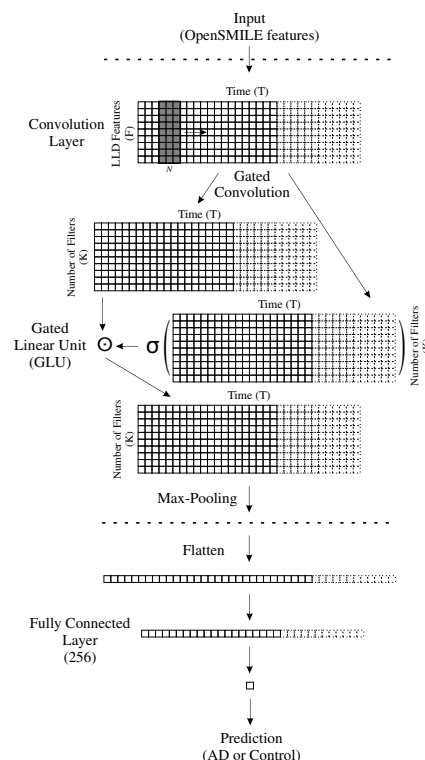 Input
(OpenSMILE features)
Time (T)
Convolution
Layer
LLD Features
(F)
N
Gated
Convolution
Time (T)
Number of Filters
(K)
Time (T)
Gated
Linear Unit
(GLU)
⊙
σ
(
)
Number of Filters
(K)
Time (T)
Number of Filters
(K)
Max-Pooling
Flatten
Fully Connected
Layer
(256)
Prediction
(AD or Control)